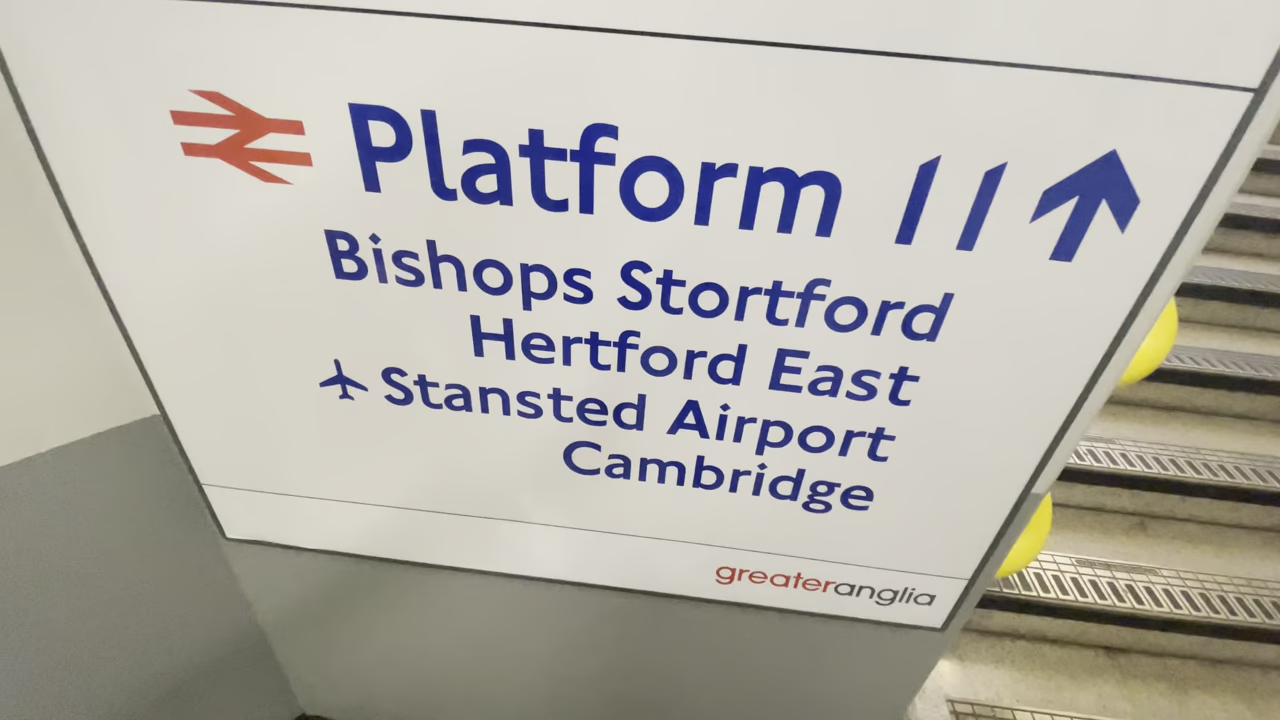 Platform 11
Bishops Stortford
Hertford East
Stansted Airport
Cambridge
greateranglia